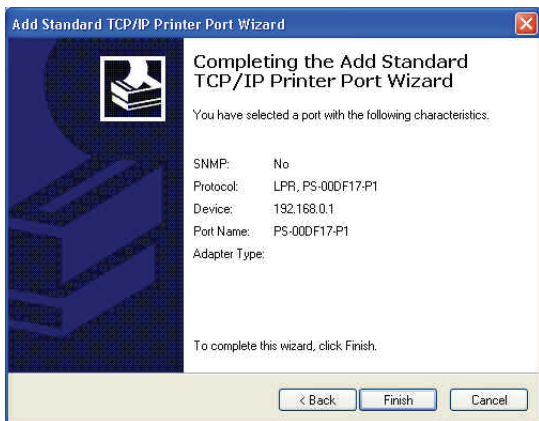 Add Standard TCP/IP Printer Port Wizard
Completing the Add Standard
TCP/IP Printer Port Wizard
You have selected a port with the following characteristics.
SNMP: No
Protocol: LPR, PS-00DF17-P1
Device: 192.168.0.1
Port Name: PS-00DF17-P1
Adapter Type:
To complete this wizard, click Finish.
< Back Finish Cancel